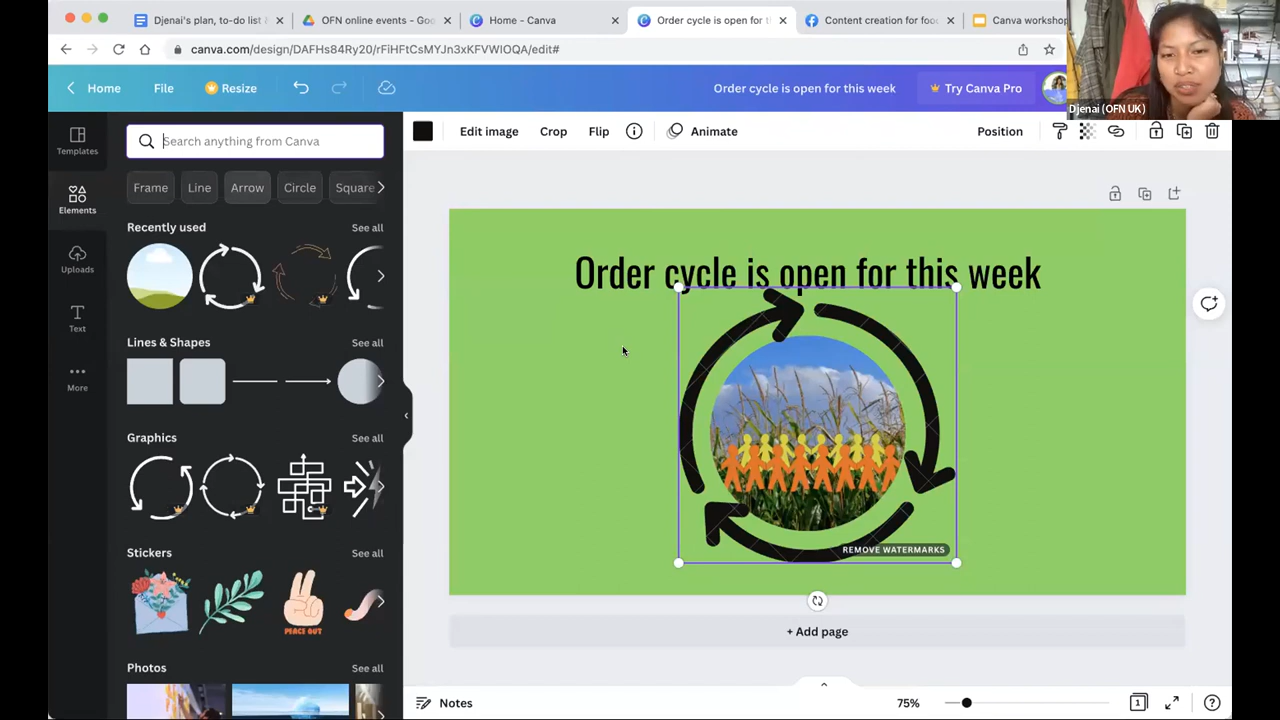 Djenai's plan, to-do list
OFN online events - Goo
Home - Canva
Order cycle is open for t
Content creation for foo
Canva workshop
canva.com/design/DAFHs84Ry20/rFiHFtCsMYJn3xKFVWIOQA/edit#
Djenai (OFN UK)
Home
File
Resize
Order cycle is open for this week
Try Canva Pro
Templates
Elements
Uploads
Text
More
Search anything from Canva
Frame
Line
Arrow
Circle
Square
Recently used
See all
Lines & Shapes
See all
Graphics
See all
Stickers
See all
PEACE OUT
Photos
See all
Edit image
Crop
Flip
Animate
Position
Order cycle is open for this week
REMOVE WATERMARKS
+ Add page
Notes
75%
1